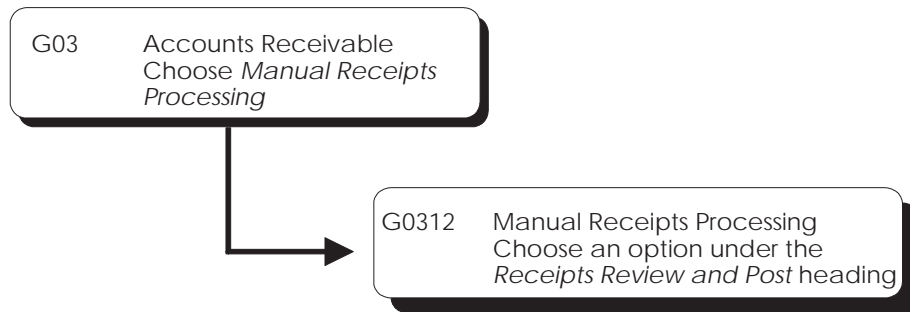 G03 Accounts Receivable
Choose Manual Receipts
Processing
G0312 Manual Receipts Processing
Choose an option under the
Receipts Review and Post heading